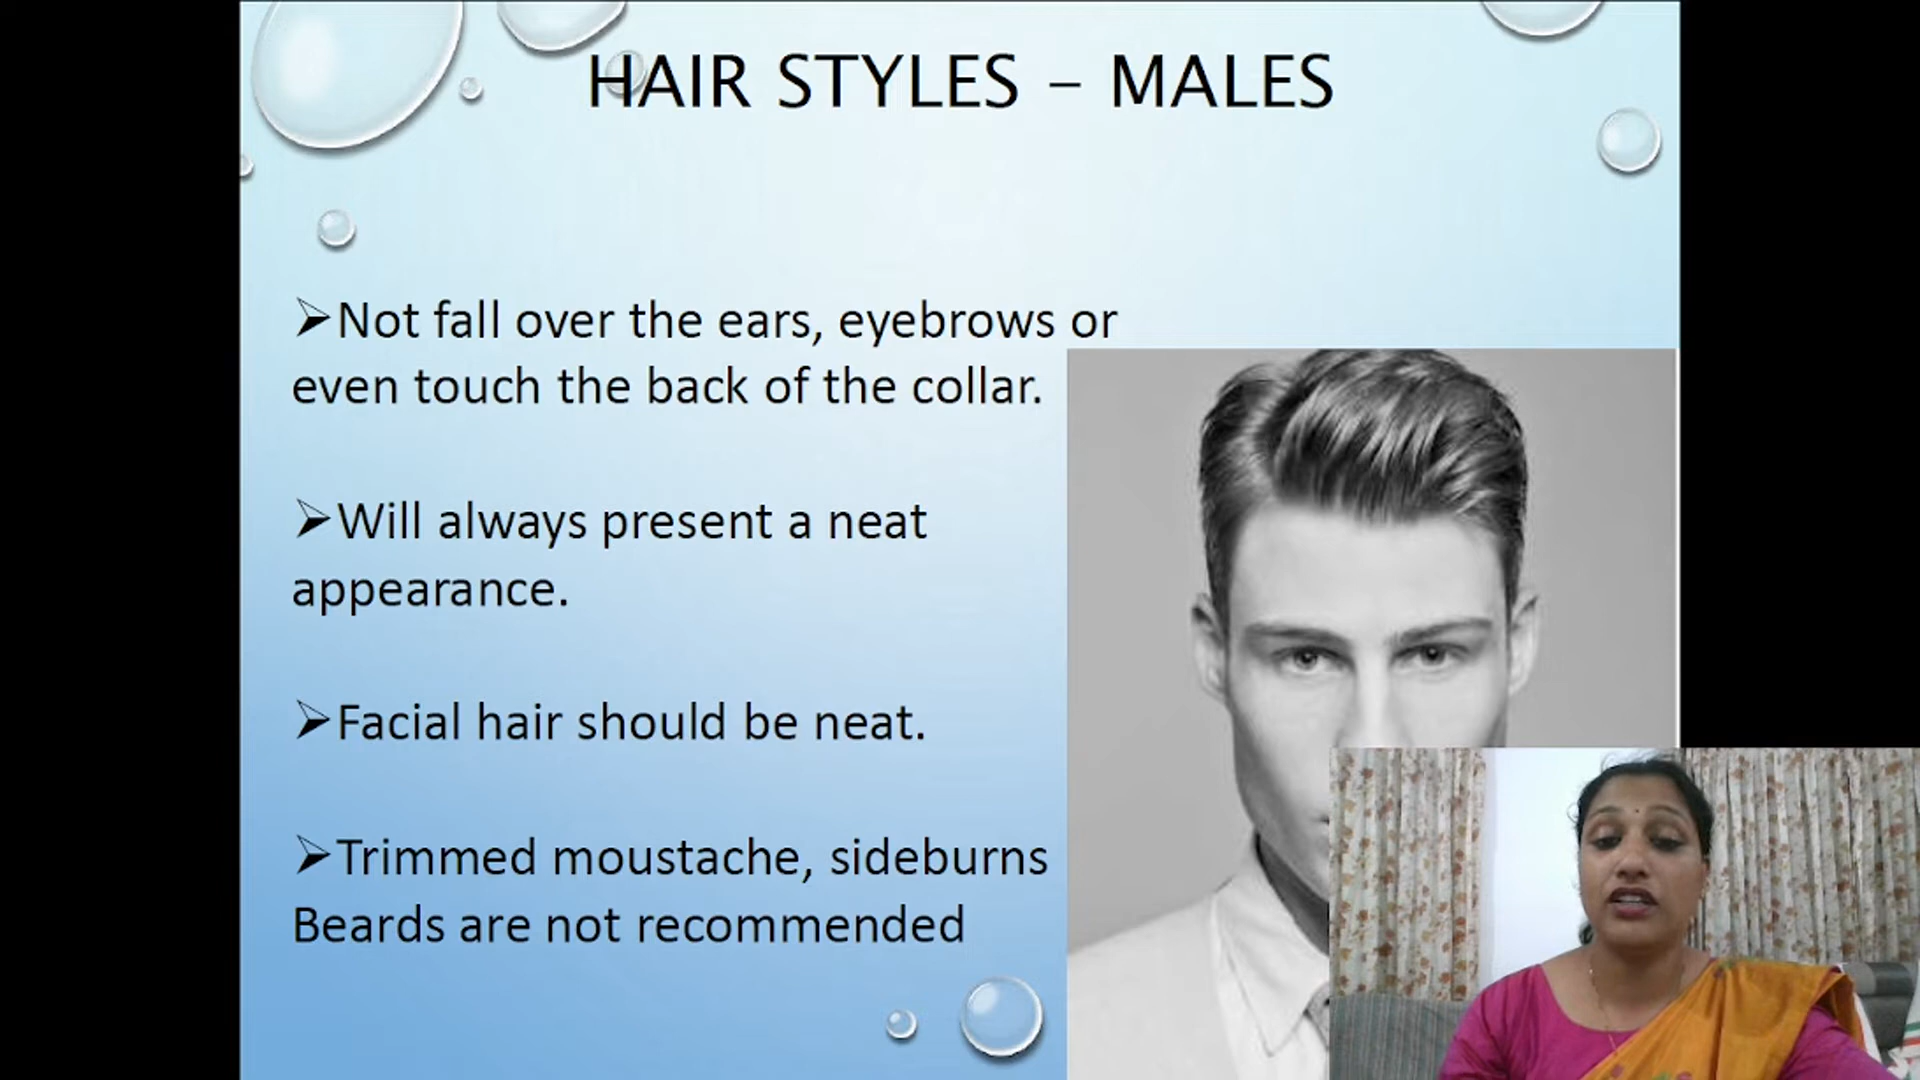 HAIR STYLES – MALES
➢Not fall over the ears, eyebrows or
even touch the back of the collar.
➢Will always present a neat
appearance.
➢Facial hair should be neat.
➢Trimmed moustache, sideburns
Beards are not recommended